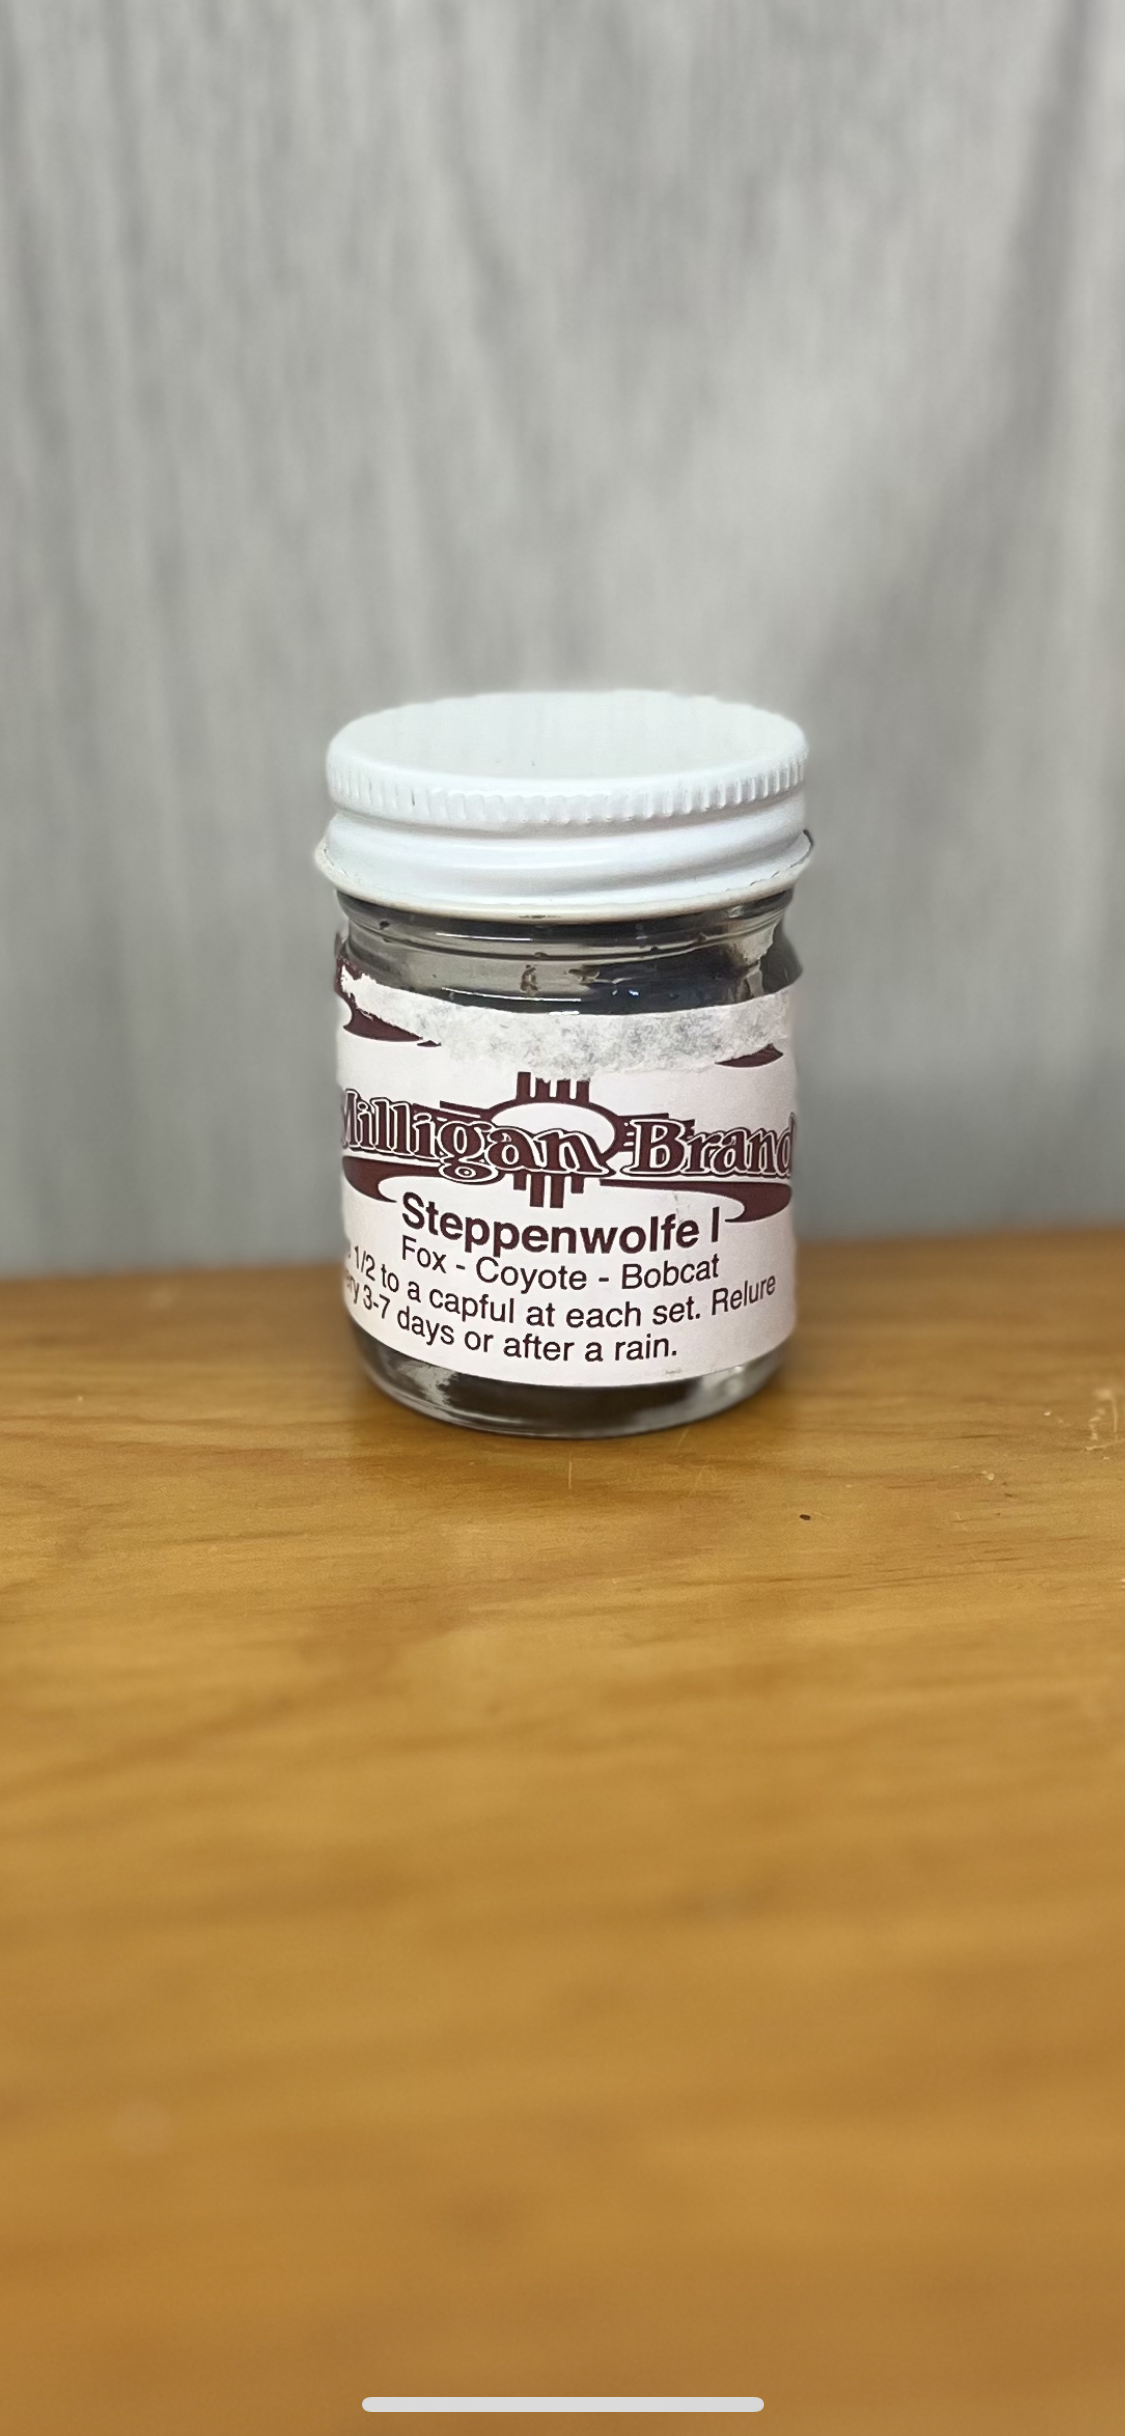 Milligan Brand
Steppenwolfe I
Fox - Coyote - Bobcat
1/2 to a capful at each set. Relure
3-7 days or after a rain.